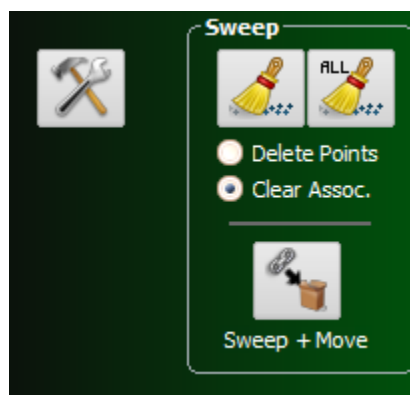 Sweep
ALL
Delete Points
Clear Assoc.
Sweep + Move